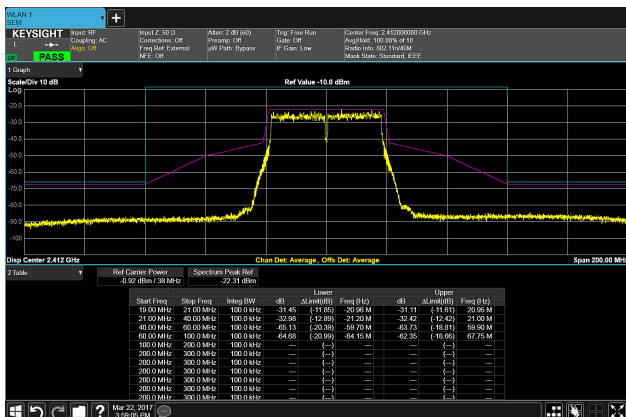 WLAN 1
SEM
KEYSIGHT
L
PASS
Input: RF
Coupling: AC
Align: Off
Input Z: 50 Ω
Corrections: Off
Freq Ref: External
NFE: Off
Atten: 2 dB (e0)
Preamp: Off
µW Path: Bypass
Trig: Free Run
Gate: Off
IF Gain: Low
Center Freq: 2.412000000 GHz
Avg|Hold: 100.00% of 10
Radio Info: 802.11n/40M
Mask State: Standard, IEEE
1 Graph
Scale/Div 10 dB
Ref Value -10.0 dBm
Log
-20.0
-30.0
-40.0
-50.0
-60.0
-70.0
-80.0
-90.0
-100
Disp Center 2.412 GHz
Chan Det: Average, Offs Det: Average
Span 200.00 MHz
2 Table
Ref Carrier Power
-0.92 dBm / 38 MHz
Spectrum Peak Ref
-22.31 dBm
Lower Upper
Start Freq Stop Freq Integ BW dB ΔLimit(dB) Freq (Hz) dB ΔLimit(dB) Freq (Hz)
19.00 MHz 21.00 MHz 100.0 kHz -31.45 (-11.85) -20.96 M -31.11 (-11.61) 20.95 M
21.00 MHz 40.00 MHz 100.0 kHz -32.98 (-12.89) -21.20 M -32.42 (-12.42) 21.00 M
40.00 MHz 60.00 MHz 100.0 kHz -65.13 (-20.39) -59.70 M -63.73 (-18.81) 59.90 M
60.00 MHz 100.0 MHz 100.0 kHz -64.68 (-20.99) -64.15 M -62.35 (-18.66) 67.75 M
100.0 MHz 200.0 MHz 100.0 kHz — (—) — — (—) —
200.0 MHz 300.0 MHz 100.0 kHz — (—) — — (—) —
200.0 MHz 300.0 MHz 100.0 kHz — (—) — — (—) —
200.0 MHz 300.0 MHz 100.0 kHz — (—) — — (—) —
200.0 MHz 300.0 MHz 100.0 kHz — (—) — — (—) —
200.0 MHz 300.0 MHz 100.0 kHz — (—) — — (—) —
200.0 MHz 300.0 MHz 100.0 kHz — (—) — — (—) —
Mar 22, 2017
3:59:05 PM